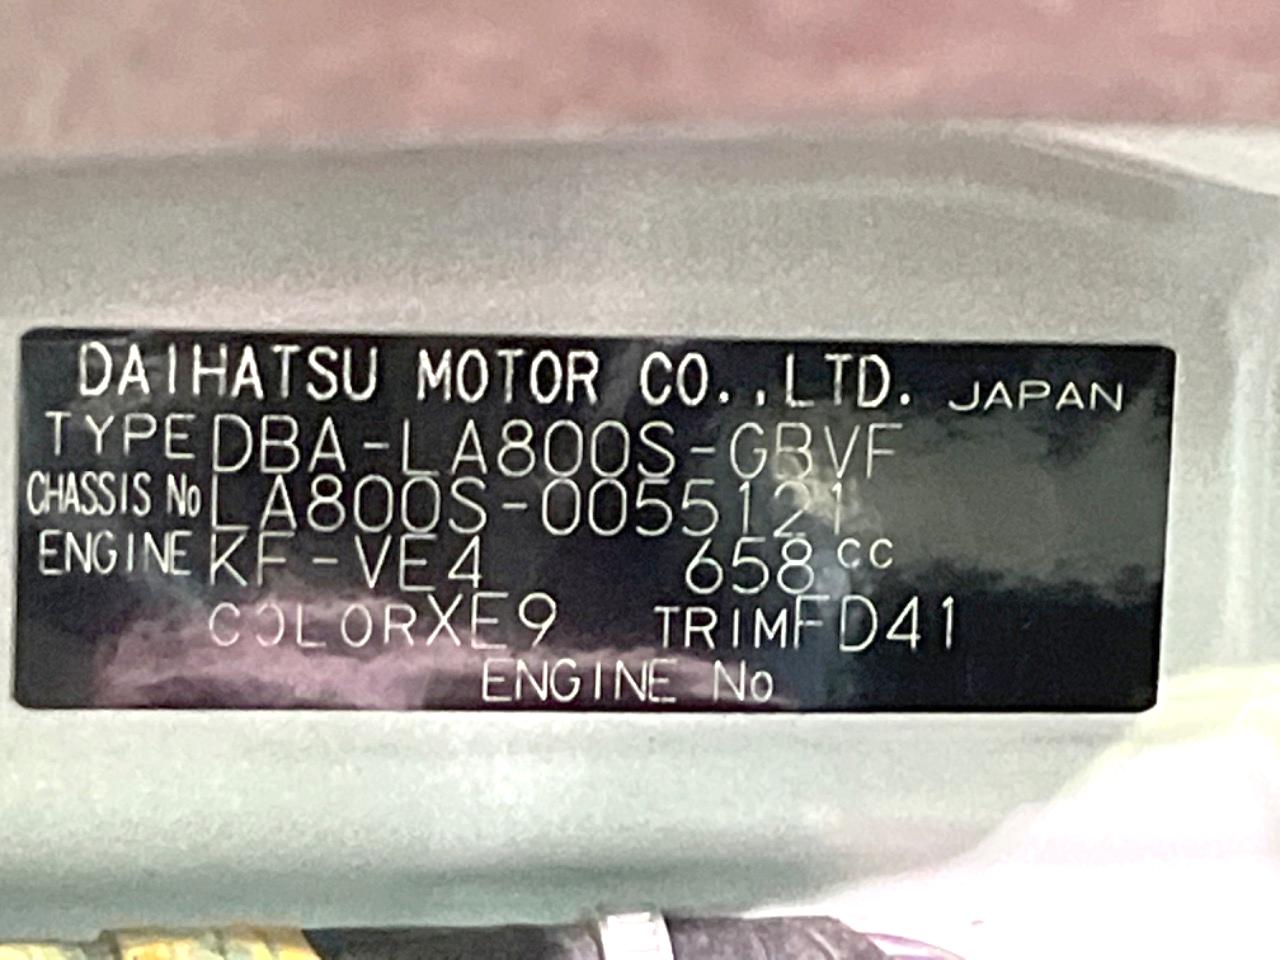 DAIHATSU MOTOR CO.,LTD. JAPAN
TYPE DBA-LA800S-GBVF
CHASSIS No LA800S-0055121
ENGINE KF-VE4 658 cc
COLOR XE9 TRIM FD41
ENGINE No